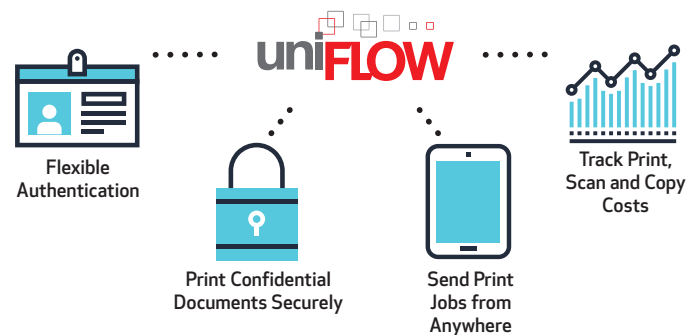 uniFLOW
Flexible
Authentication
Print Confidential
Documents Securely
Send Print
Jobs from
Anywhere
Track Print,
Scan and Copy
Costs